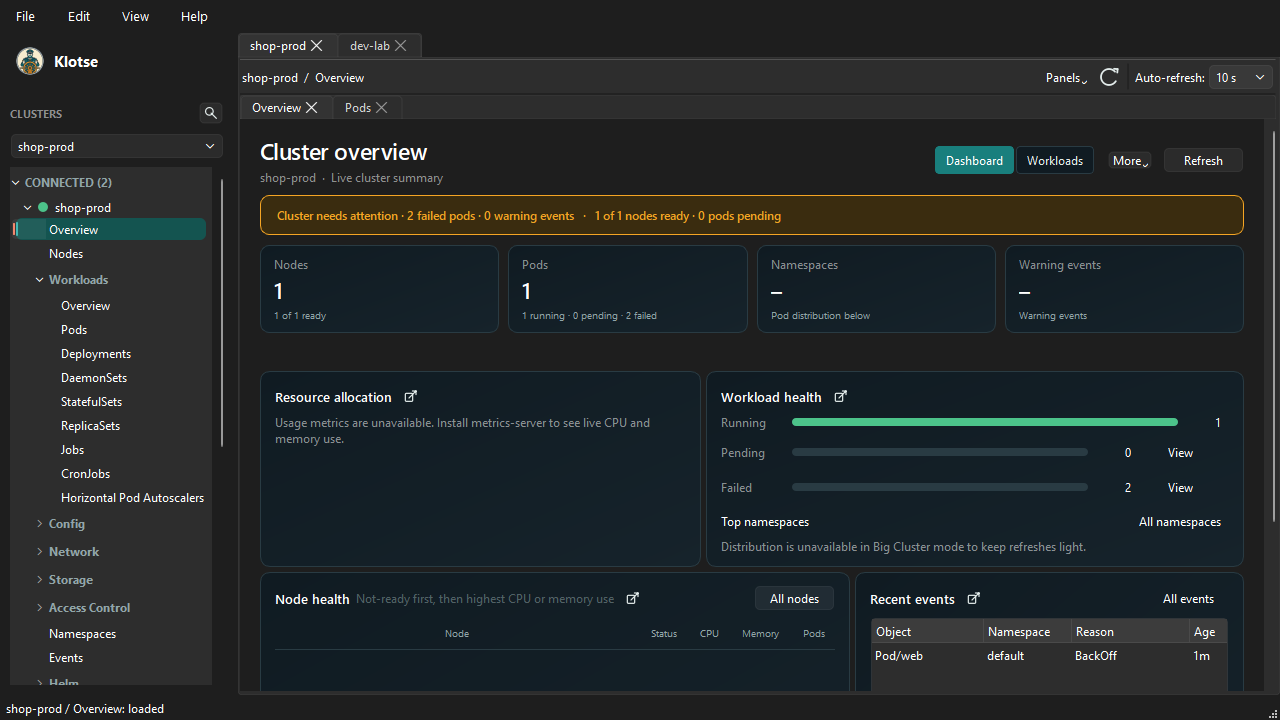 File Edit View Help
Klotse
CLUSTERS
shop-prod
CONNECTED (2)
shop-prod
Overview
Nodes
Workloads
Overview
Pods
Deployments
DaemonSets
StatefulSets
ReplicaSets
Jobs
CronJobs
Horizontal Pod Autoscalers
Config
Network
Storage
Access Control
Namespaces
Events
Helm
shop-prod dev-lab
shop-prod / Overview Panels Auto-refresh: 10 s
Overview Pods
Cluster overview
shop-prod · Live cluster summary
Dashboard Workloads More Refresh
Cluster needs attention · 2 failed pods · 0 warning events · 1 of 1 nodes ready · 0 pods pending
Nodes
1
1 of 1 ready
Pods
1
1 running · 0 pending · 2 failed
Namespaces
–
Pod distribution below
Warning events
–
Warning events
Resource allocation
Usage metrics are unavailable. Install metrics-server to see live CPU and
memory use.
Workload health
Running 1
Pending 0 View
Failed 2 View
Top namespaces All namespaces
Distribution is unavailable in Big Cluster mode to keep refreshes light.
Node health Not-ready first, then highest CPU or memory use All nodes
Node Status CPU Memory Pods
Recent events All events
Object Namespace Reason Age
Pod/web default BackOff 1m
shop-prod / Overview: loaded